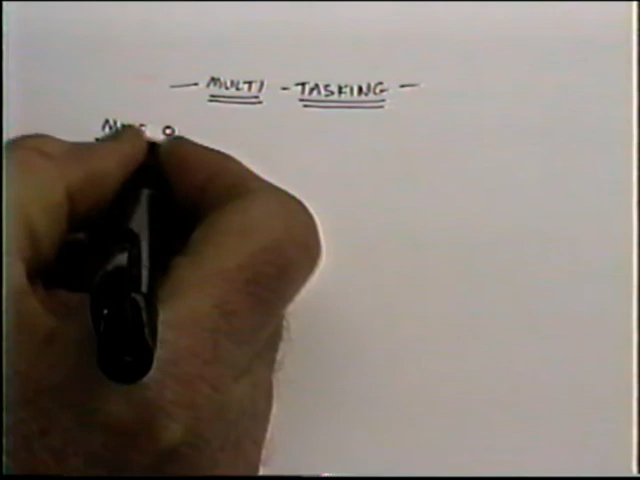 — MULTI - TASKING —